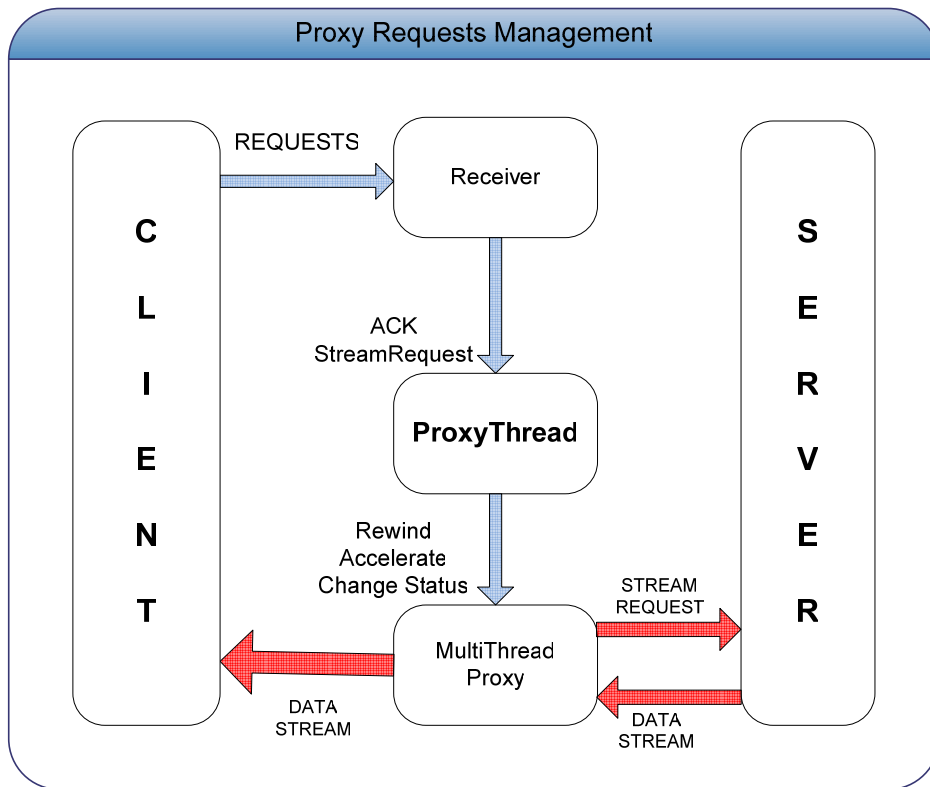 Proxy Requests Management
REQUESTS
Receiver
C
L
I
E
N
T
S
E
R
V
E
R
ACK
StreamRequest
ProxyThread
Rewind
Accelerate
Change Status
STREAM
REQUEST
MultiThread
Proxy
DATA
STREAM
DATA
STREAM